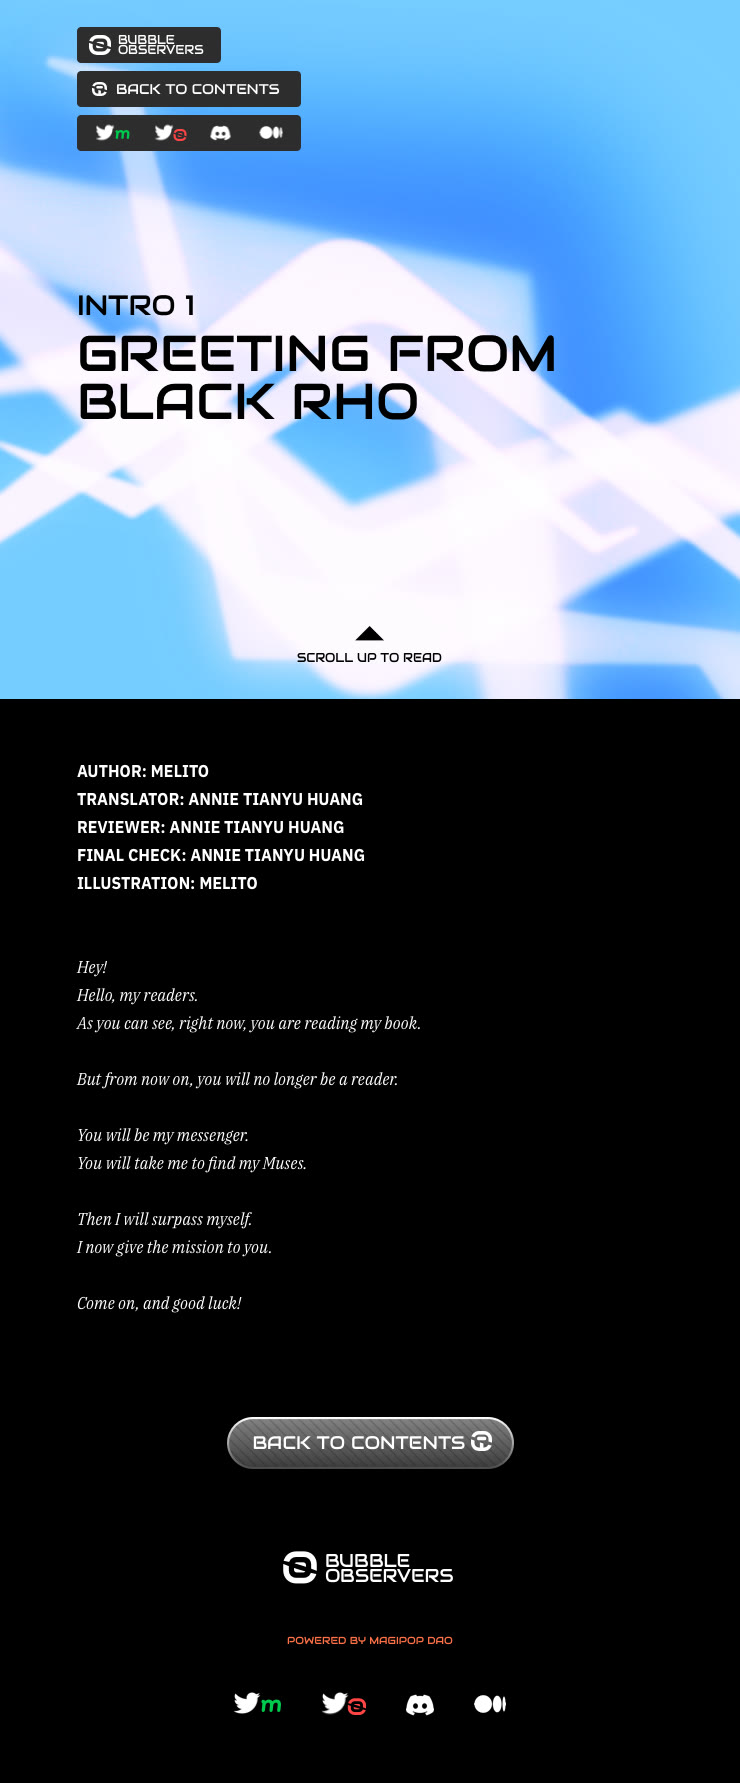 BUBBLE
OBSERVERS
BACK TO CONTENTS
m
INTRO 1
GREETING FROM
BLACK RHO
SCROLL UP TO READ
AUTHOR: MELITO
TRANSLATOR: ANNIE TIANYU HUANG
REVIEWER: ANNIE TIANYU HUANG
FINAL CHECK: ANNIE TIANYU HUANG
ILLUSTRATION: MELITO
Hey!
Hello, my readers.
As you can see, right now, you are reading my book.
But from now on, you will no longer be a reader.
You will be my messenger.
You will take me to find my Muses.
Then I will surpass myself.
I now give the mission to you.
Come on, and good luck!
BACK TO CONTENTS
BUBBLE
OBSERVERS
POWERED BY MAGIPOP DAO
m